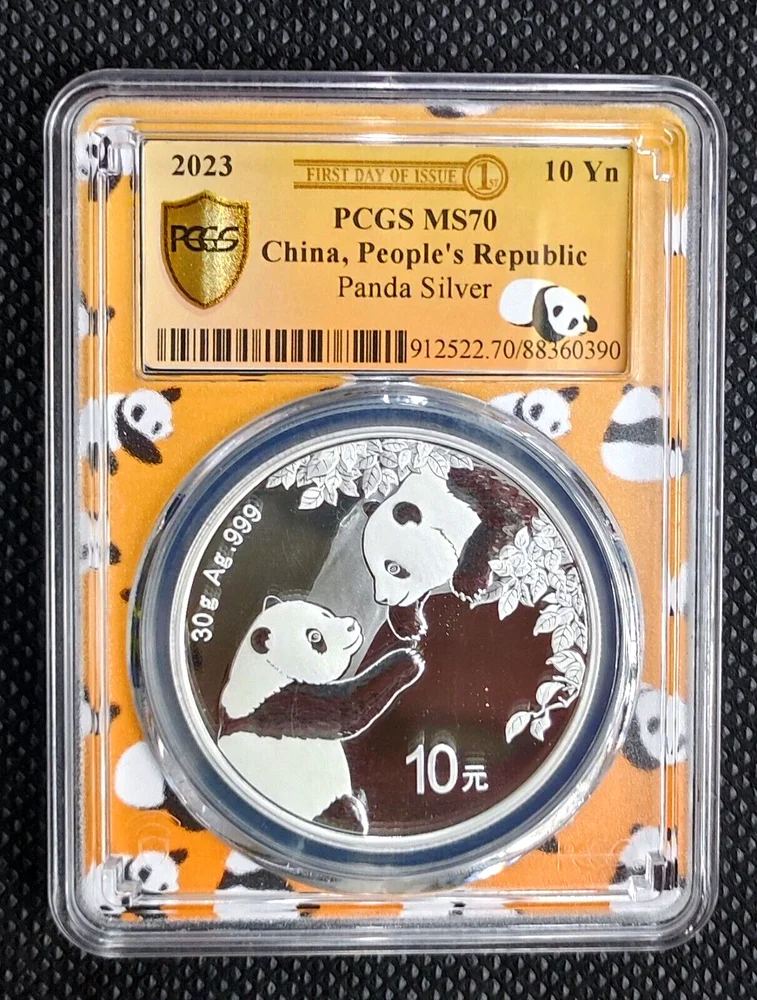 2023
FIRST DAY OF ISSUE 1ST
10 Yn
PCGS
PCGS MS70
China, People's Republic
Panda Silver
912522.70/88360390
30g Ag.999
10元